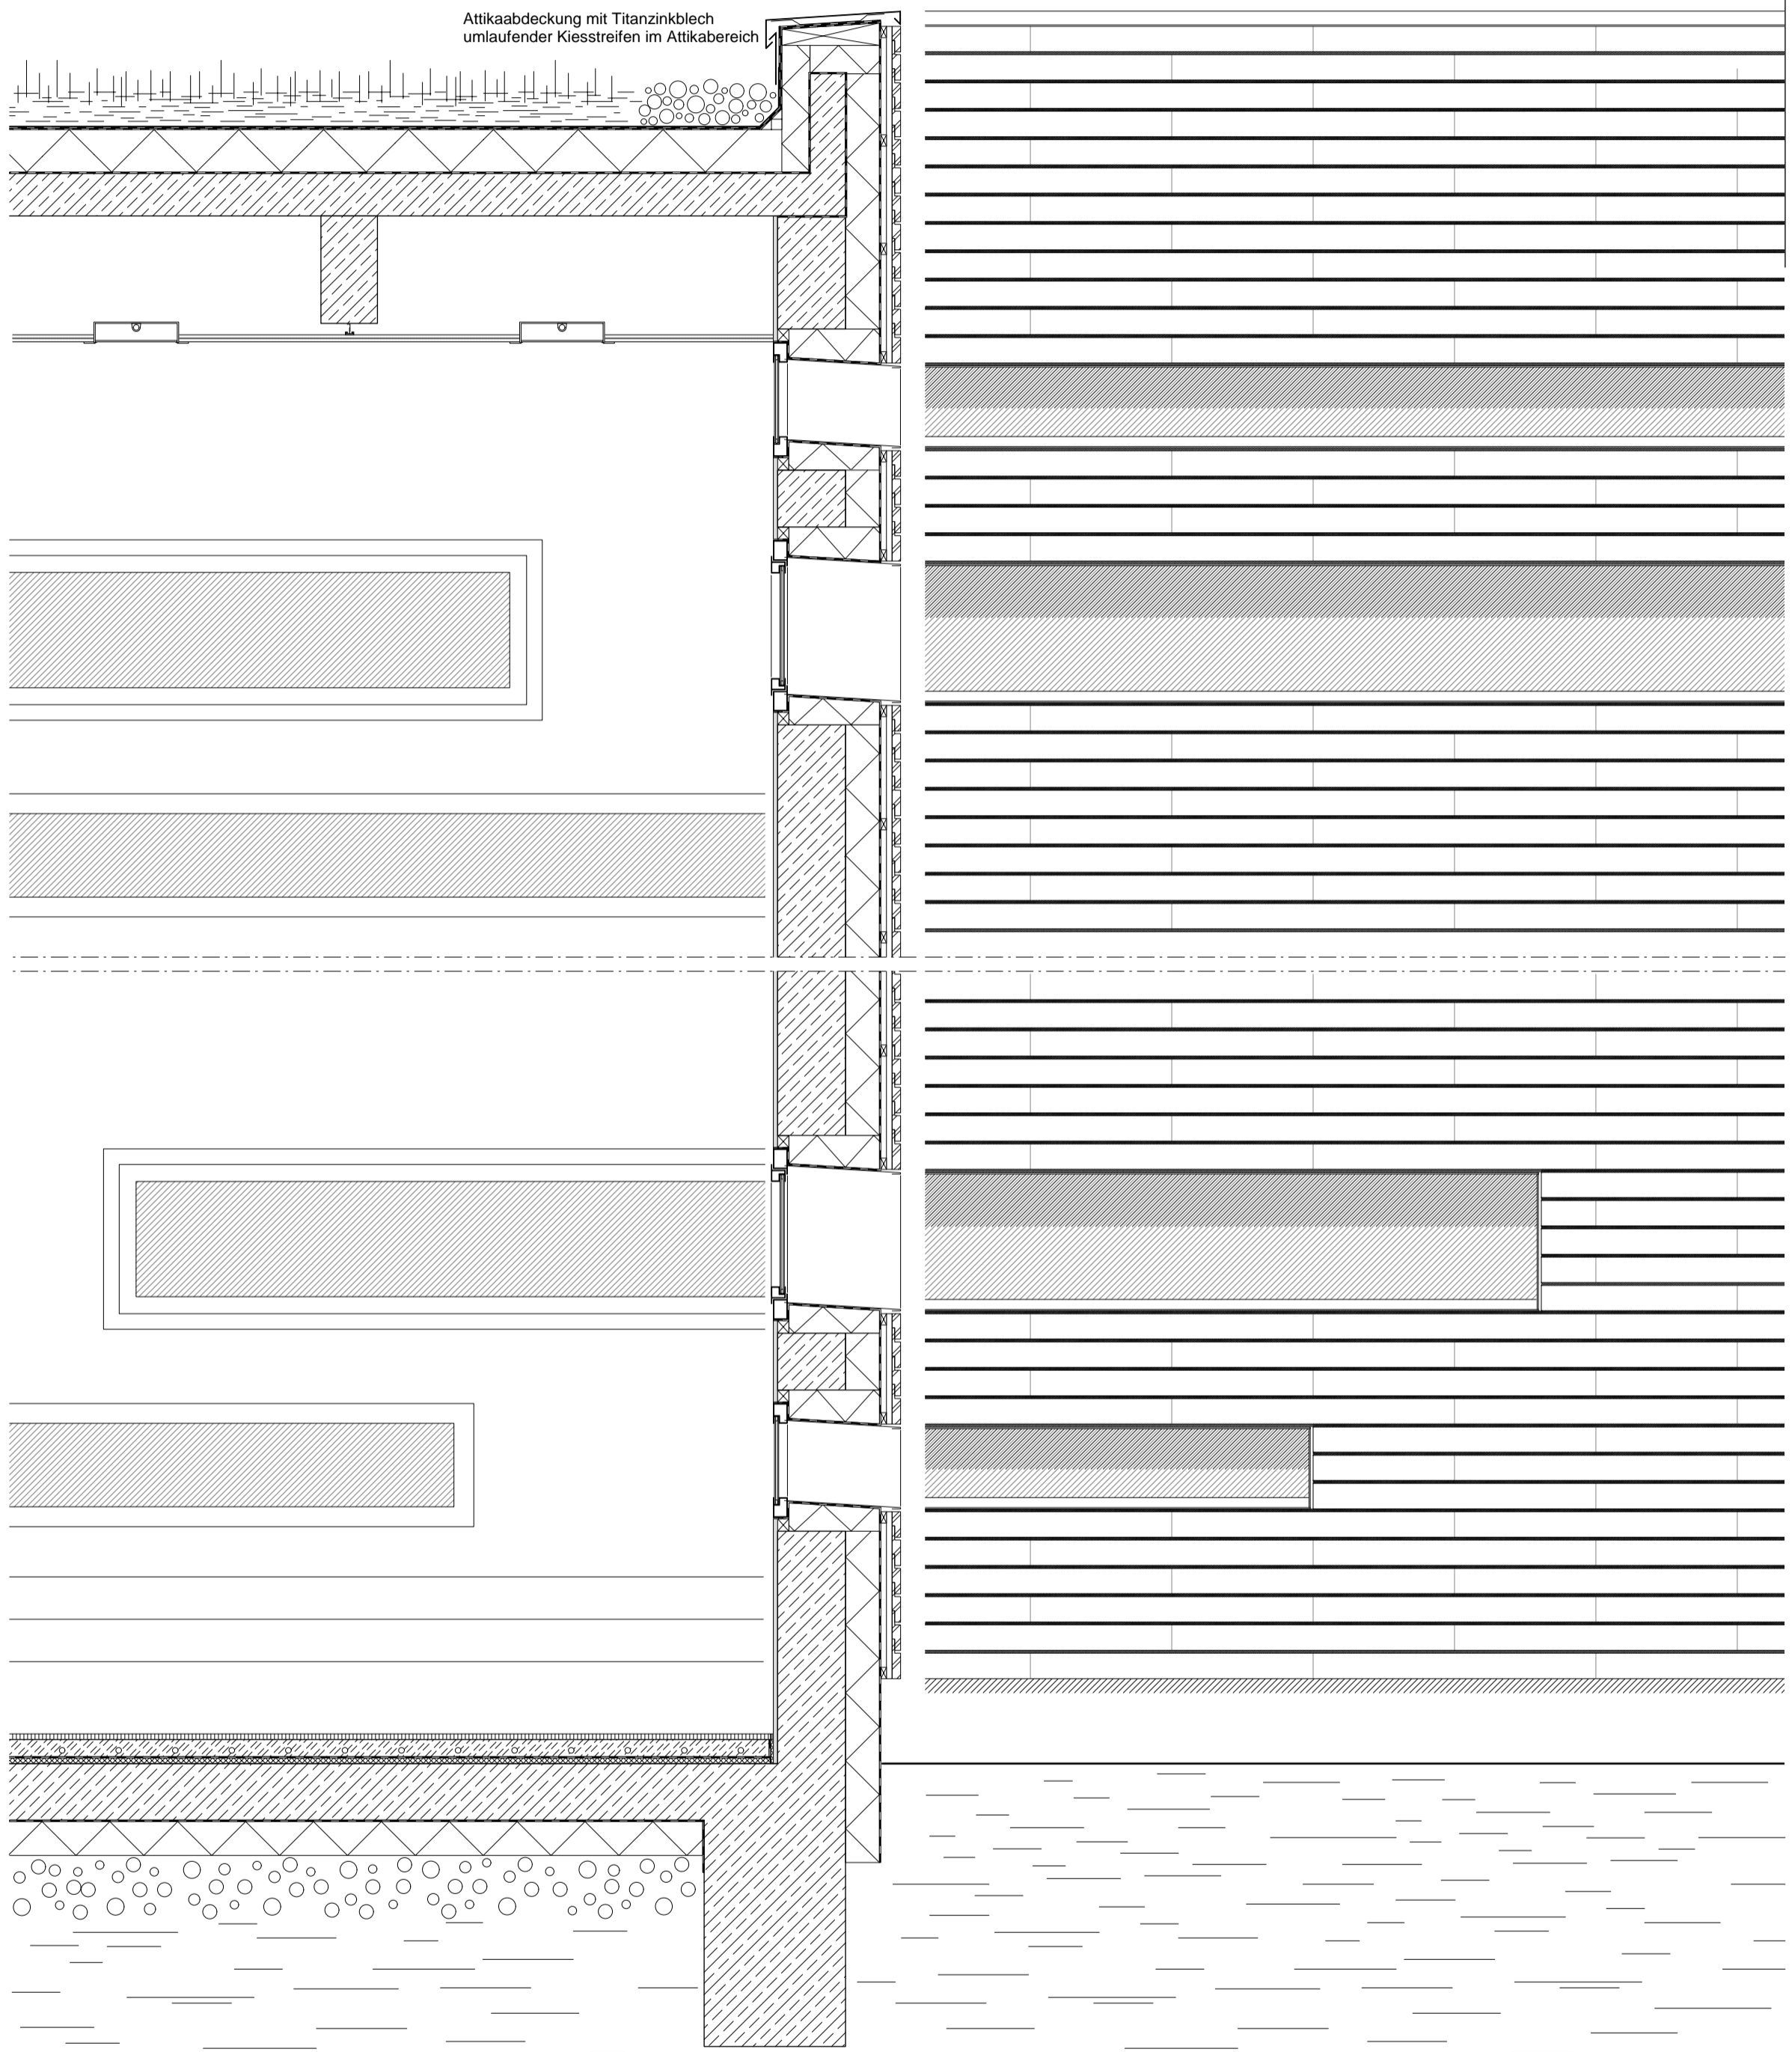 Attikaabdeckung mit Titanzinkblech
umlaufender Kiesstreifen im Attikabereich